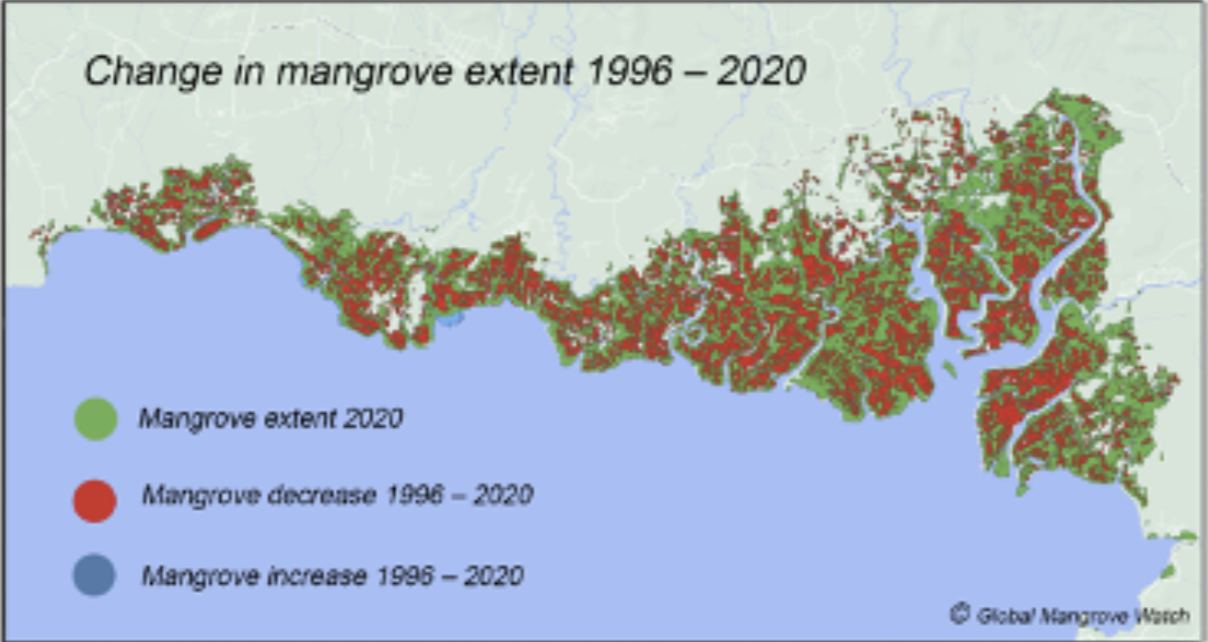 Change in mangrove extent 1996 – 2020
Mangrove extent 2020
Mangrove decrease 1996 – 2020
Mangrove increase 1996 – 2020
© Global Mangrove Watch